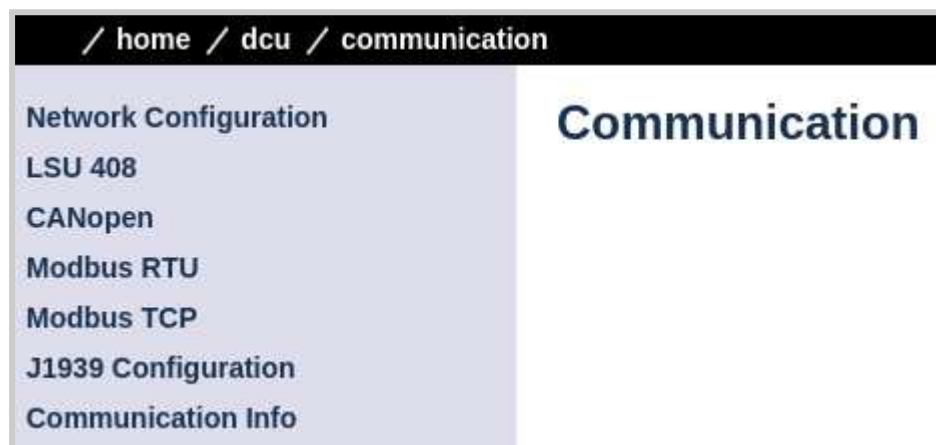 / home / dcu / communication
Network Configuration
LSU 408
CANopen
Modbus RTU
Modbus TCP
J1939 Configuration
Communication Info
Communication